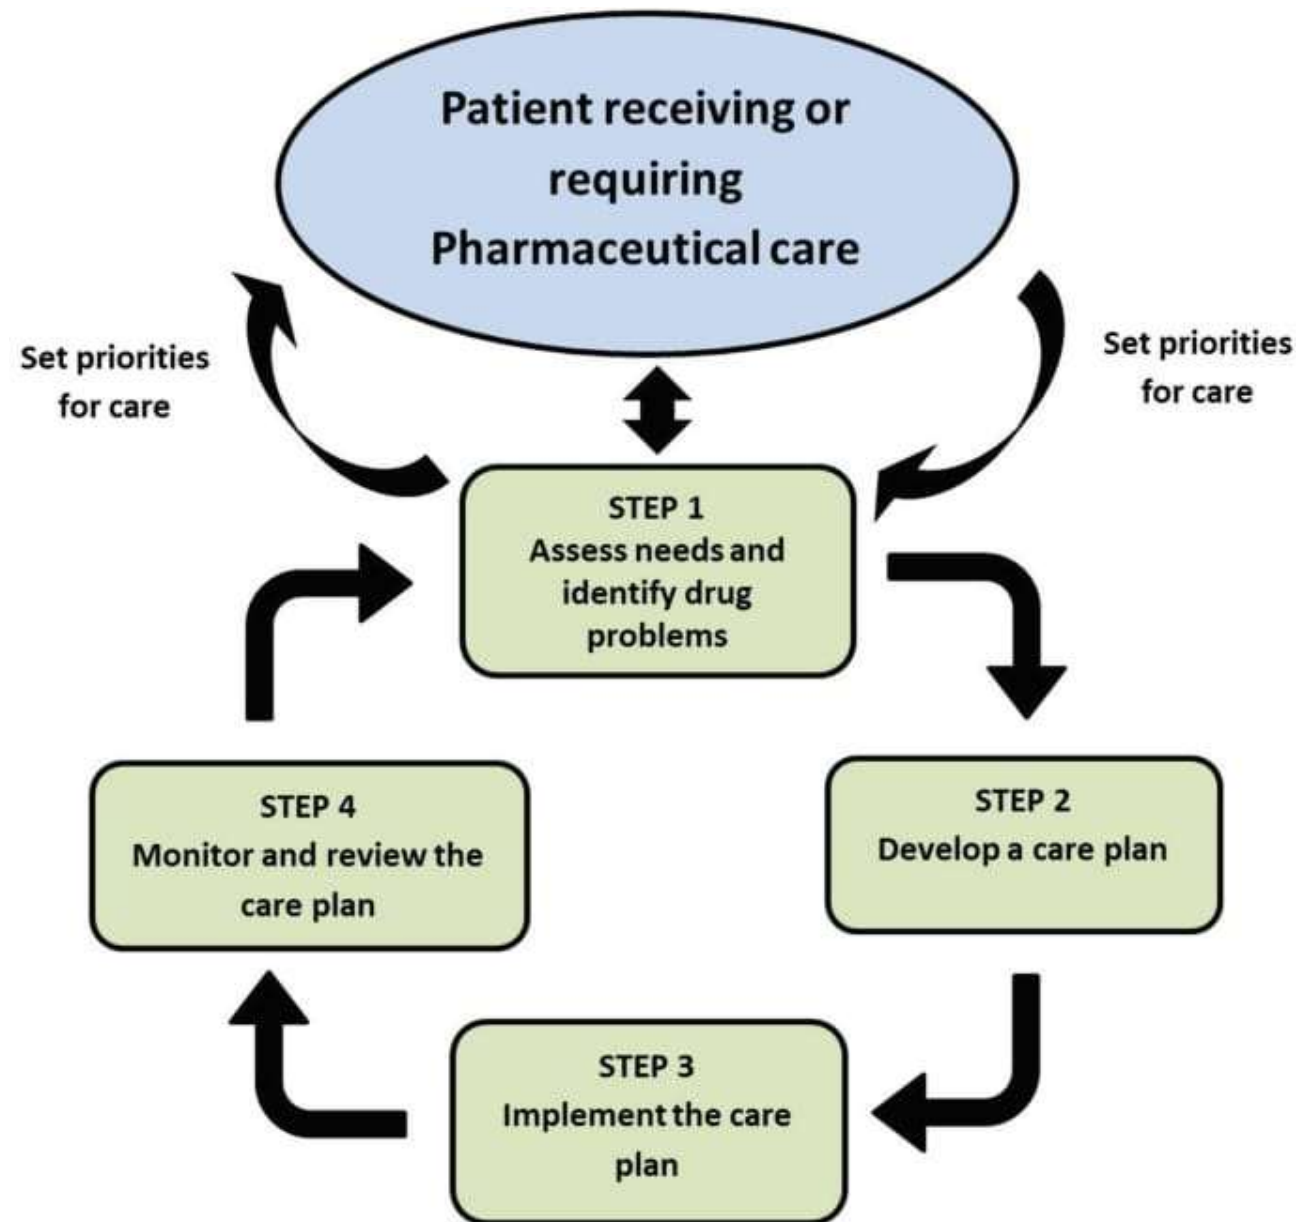 Patient receiving or
requiring
Pharmaceutical care
Set priorities
for care
Set priorities
for care
STEP 1
Assess needs and
identify drug
problems
STEP 2
Develop a care plan
STEP 3
Implement the care
plan
STEP 4
Monitor and review the
care plan